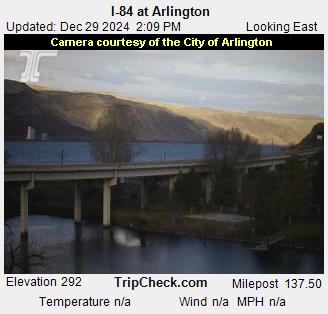 I-84 at Arlington
Updated: Dec 29 2024 2:09 PM Looking East
Camera courtesy of the City of Arlington
Elevation 292 TripCheck.com Milepost 137.50
Temperature n/a Wind n/a MPH n/a